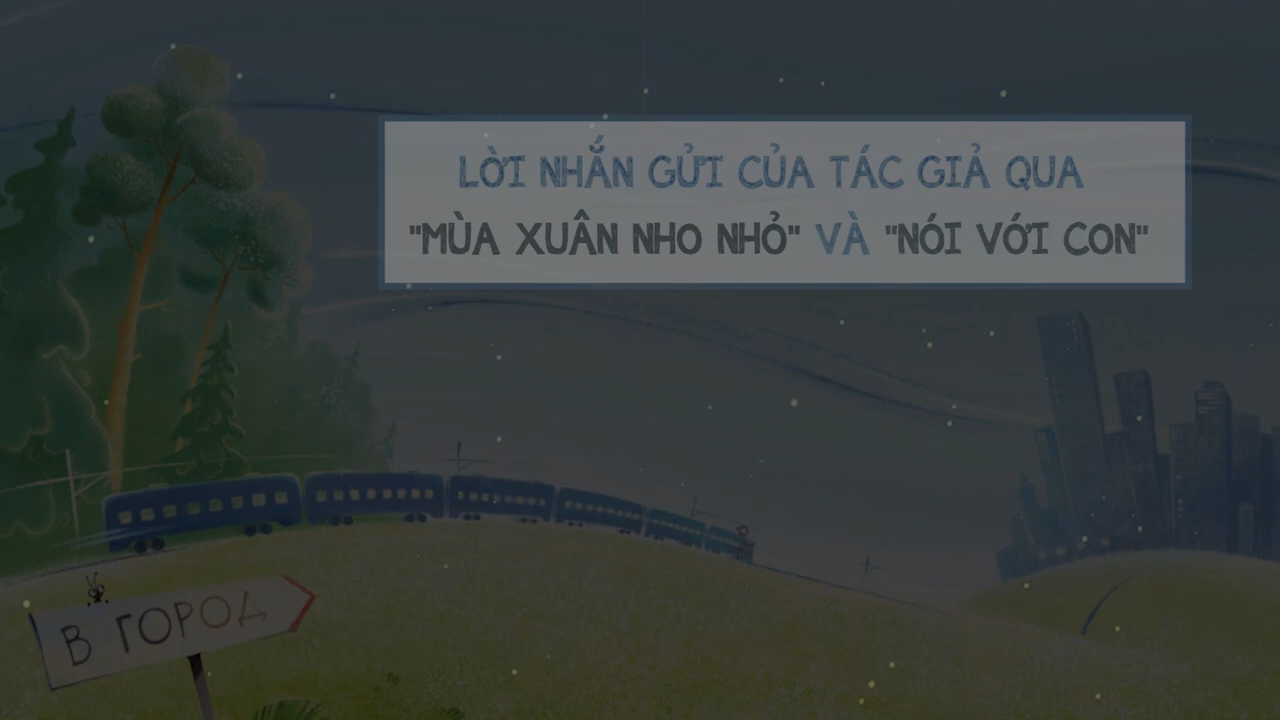 LỜI NHẮN GỬI CỦA TÁC GIẢ QUA
"MÙA XUÂN NHO NHỎ" VÀ "NÓI VỚI CON"
В ГОРОД